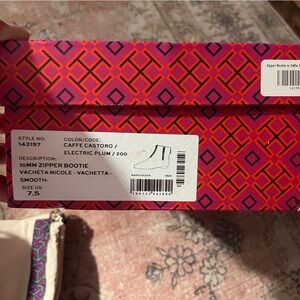 Zipper Bootie in Caffe
STYLE NO:
143197
COLOR/CODE:
CAFFE CASTORO /
ELECTRIC PLUM / 200
DESCRIPTION:
10MM ZIPPER BOOTIE
VACHETA NICOLE - VACHETTA -
SMOOTH-
SIZE US
7.5